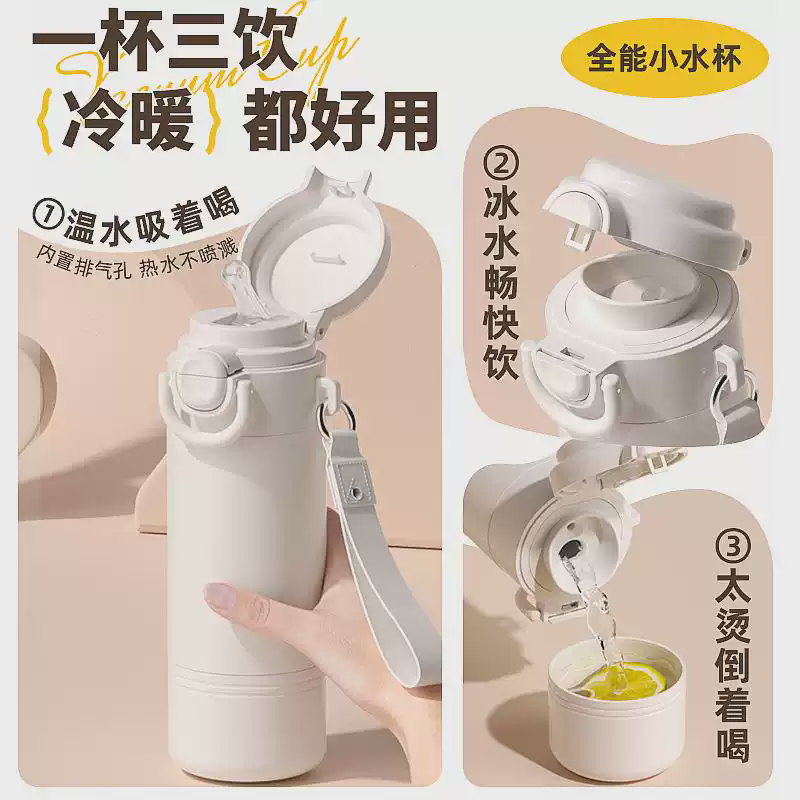 一杯三饮
Vacuum Cup
{冷暖}都好用
全能小水杯
①温水吸着喝
内置排气孔 热水不喷溅
②冰水畅快饮
③太烫倒着喝